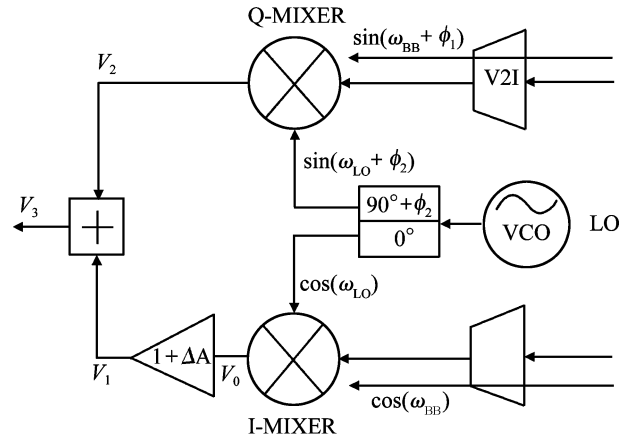 Q-MIXER
sin(ω_BB + ϕ_1)
V_2
V2I
sin(ω_LO + ϕ_2)
V_3
+
90° + ϕ_2
0°
VCO
LO
cos(ω_LO)
1 + ΔA
V_1
V_0
cos(ω_BB)
I-MIXER